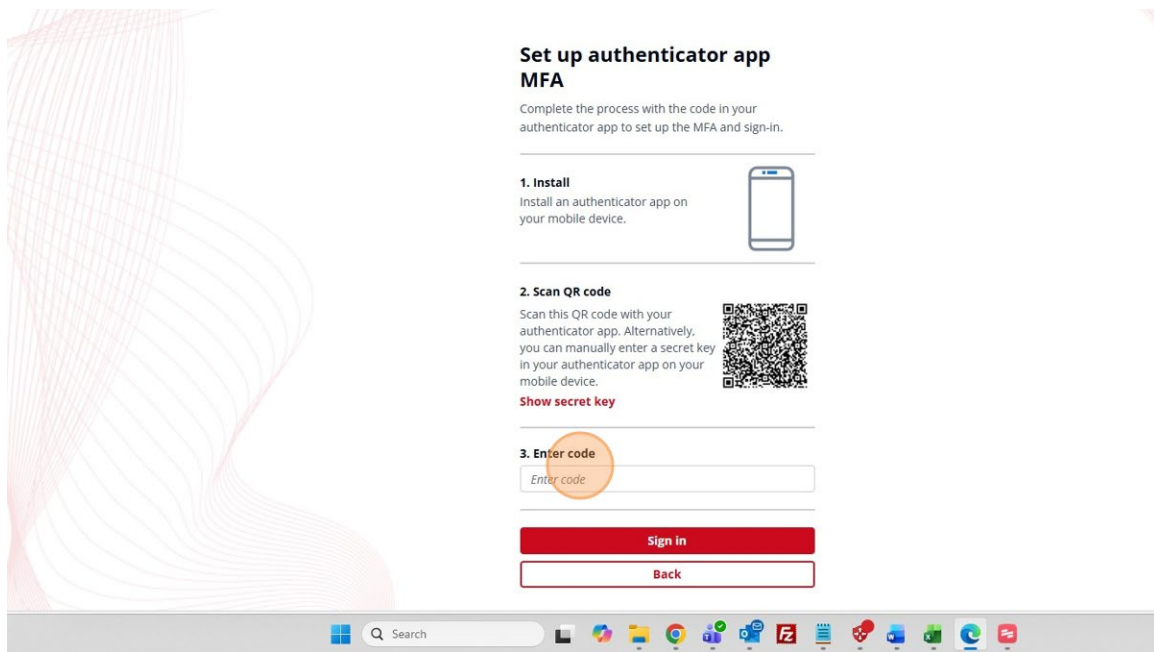 Set up authenticator app
MFA
Complete the process with the code in your
authenticator app to set up the MFA and sign-in.
1. Install
Install an authenticator app on
your mobile device.
2. Scan QR code
Scan this QR code with your
authenticator app. Alternatively,
you can manually enter a secret key
in your authenticator app on your
mobile device.
Show secret key
3. Enter code
Enter code
Sign in
Back
Search